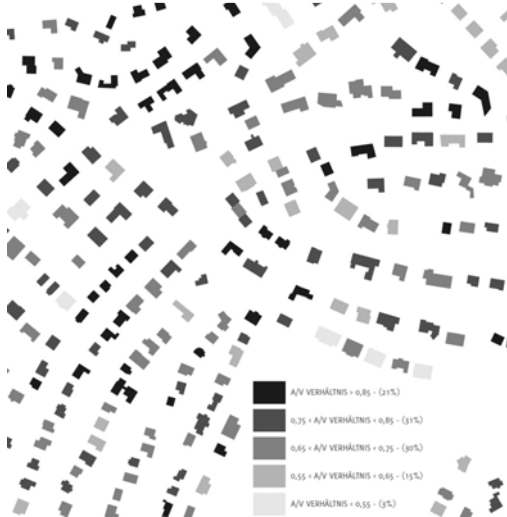 A/V VERHÄLTNIS > 0,85 - (21%)
0,75 < A/V VERHÄLTNIS < 0,85 - (31%)
0,65 < A/V VERHÄLTNIS < 0,75 - (30%)
0,55 < A/V VERHÄLTNIS < 0,65 - (15%)
A/V VERHÄLTNIS < 0,55 - (3%)